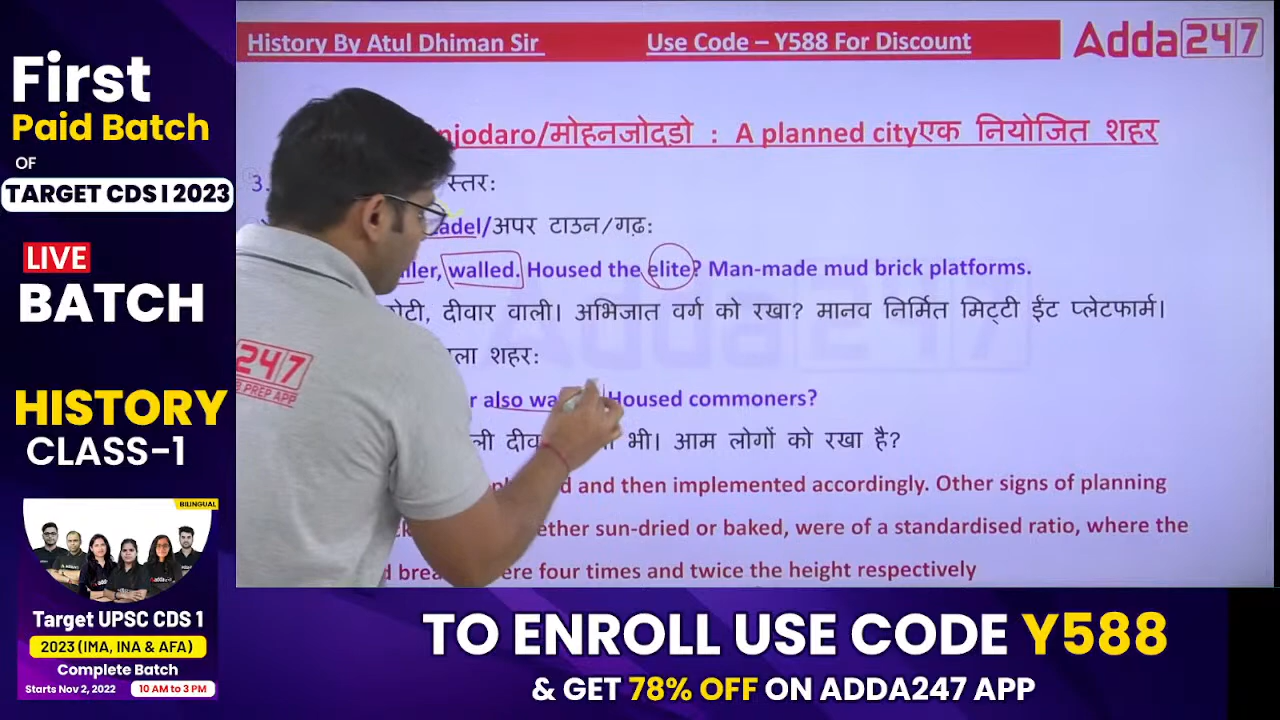 First
Paid Batch
OF
TARGET CDS I 2023
LIVE
BATCH
HISTORY
CLASS-1
BILINGUAL
Target UPSC CDS 1
2023 (IMA, INA & AFA)
Complete Batch
Starts Nov 2, 2022 10 AM to 3 PM
History By Atul Dhiman Sir Use Code – Y588 For Discount
Adda247
njodaro/मोहनजोदड़ो : A planned cityएक नियोजित शहर
3. स्तर:
adel/अपर टाउन/गढ़:
ller, walled. Housed the elite? Man-made mud brick platforms.
ोटी, दीवार वाली। अभिजात वर्ग को रखा? मानव निर्मित मिट्टी ईंट प्लेटफार्म।
ला शहर:
r also wa Housed commoners?
ली दीव भी। आम लोगों को रखा है?
d and then implemented accordingly. Other signs of planning
ether sun-dried or baked, were of a standardised ratio, where the
d bre ere four times and twice the height respectively
247
PREP APP
TO ENROLL USE CODE Y588
& GET 78% OFF ON ADDA247 APP